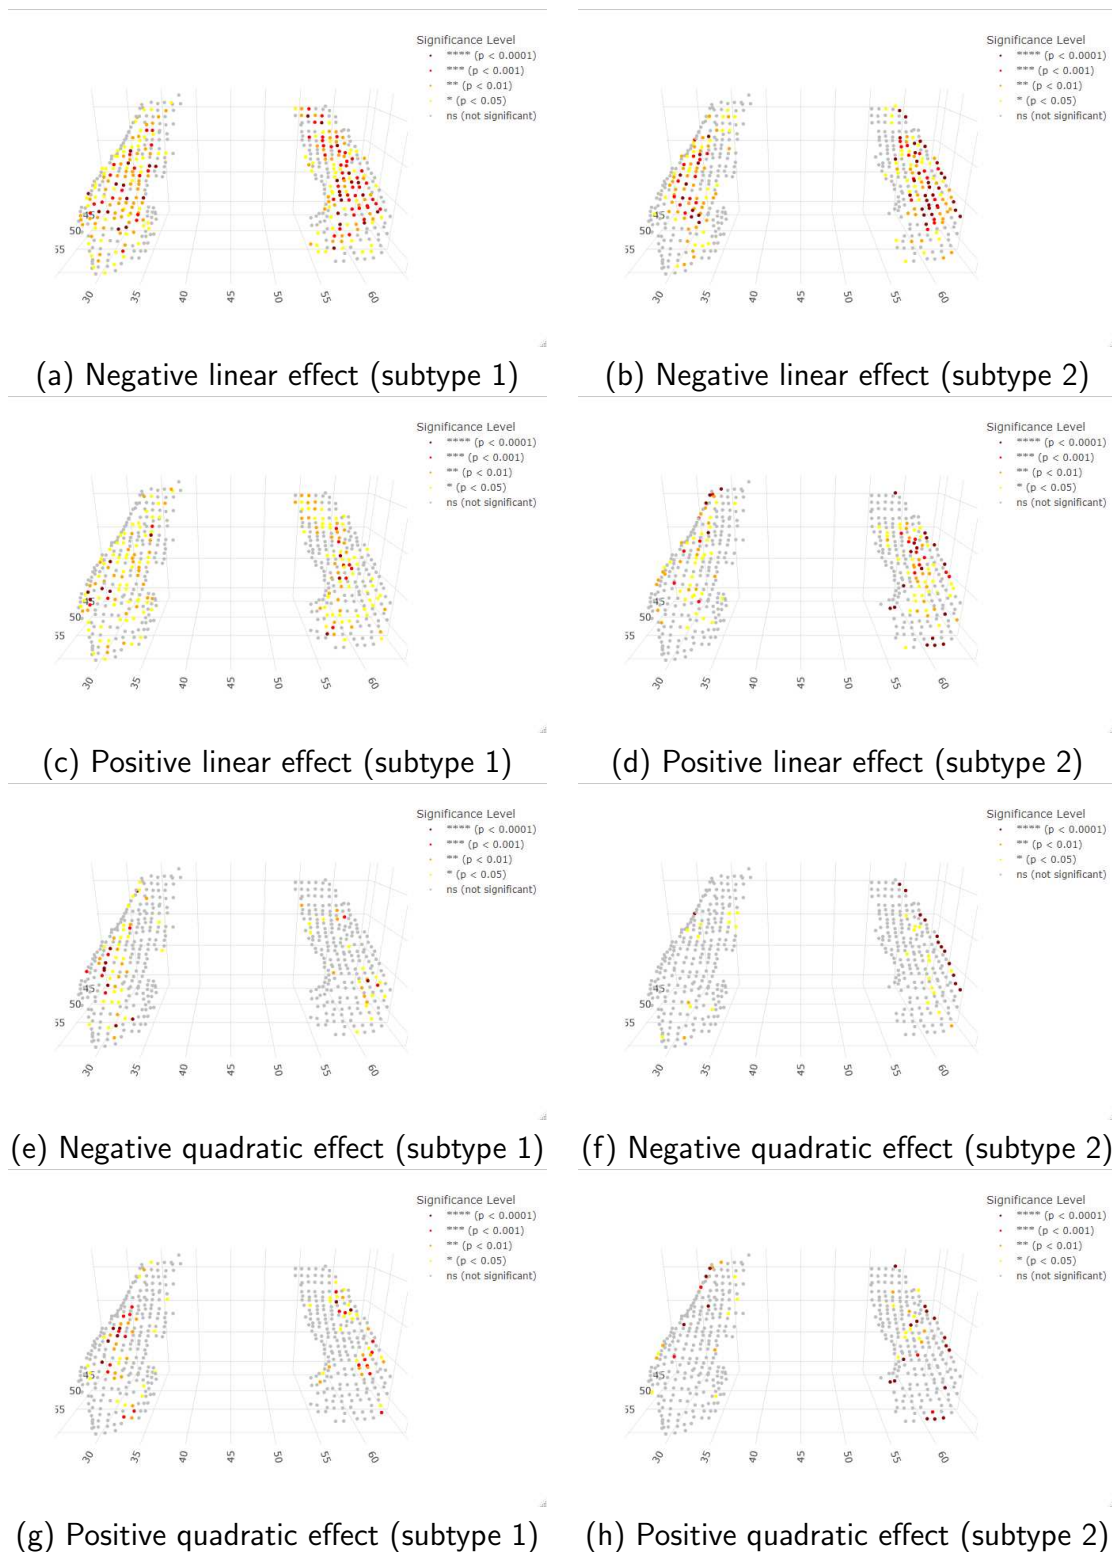 Significance Level
**** (p < 0.0001)
*** (p < 0.001)
** (p < 0.01)
* (p < 0.05)
ns (not significant)
45
50
55
30
35
40
45
50
55
60
(a) Negative linear effect (subtype 1)
Significance Level
**** (p < 0.0001)
*** (p < 0.001)
** (p < 0.01)
* (p < 0.05)
ns (not significant)
45
50
55
30
35
40
45
50
55
60
(b) Negative linear effect (subtype 2)
Significance Level
**** (p < 0.0001)
*** (p < 0.001)
** (p < 0.01)
* (p < 0.05)
ns (not significant)
45
50
55
30
35
40
45
50
55
60
(c) Positive linear effect (subtype 1)
Significance Level
**** (p < 0.0001)
*** (p < 0.001)
** (p < 0.01)
* (p < 0.05)
ns (not significant)
45
50
55
30
35
40
45
50
55
60
(d) Positive linear effect (subtype 2)
Significance Level
**** (p < 0.0001)
*** (p < 0.001)
** (p < 0.01)
* (p < 0.05)
ns (not significant)
45
50
55
30
35
40
45
50
55
60
(e) Negative quadratic effect (subtype 1)
Significance Level
**** (p < 0.0001)
** (p < 0.01)
* (p < 0.05)
ns (not significant)
45
50
55
30
35
40
45
50
55
60
(f) Negative quadratic effect (subtype 2)
Significance Level
**** (p < 0.0001)
*** (p < 0.001)
** (p < 0.01)
* (p < 0.05)
ns (not significant)
45
50
55
30
35
40
45
50
55
60
(g) Positive quadratic effect (subtype 1)
Significance Level
**** (p < 0.0001)
*** (p < 0.001)
** (p < 0.01)
* (p < 0.05)
ns (not significant)
45
50
55
30
35
40
45
50
55
60
(h) Positive quadratic effect (subtype 2)